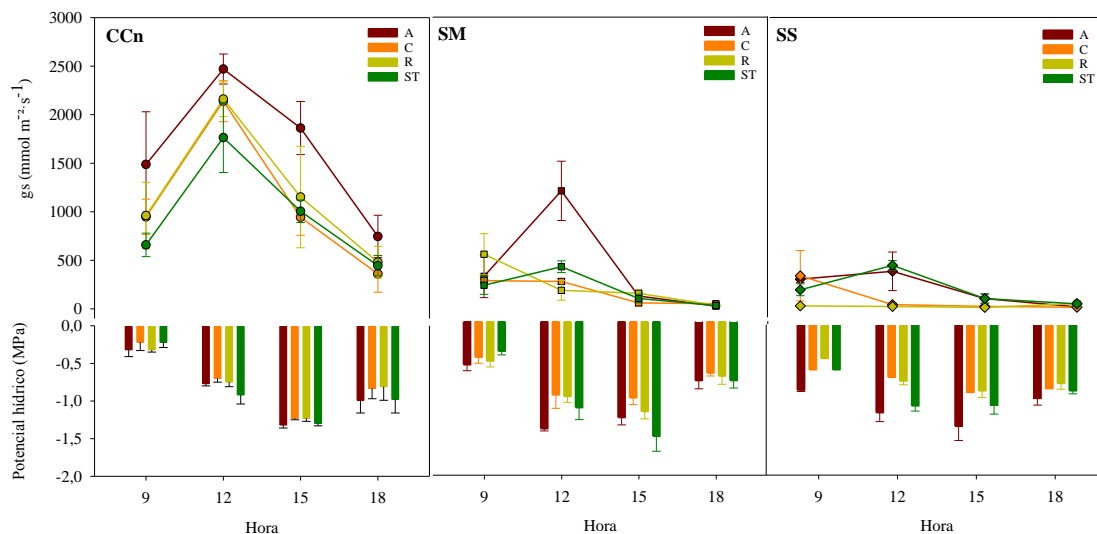 CCn
A
C
R
ST
SM
A
C
R
ST
SS
A
C
R
ST
gs (mmol m⁻²·s⁻¹)
3000
2500
2000
1500
1000
500
0
Potencial hídrico (MPa)
0,0
-0,5
-1,0
-1,5
-2,0
9 12 15 18
9 12 15 18
9 12 15 18
Hora
Hora
Hora